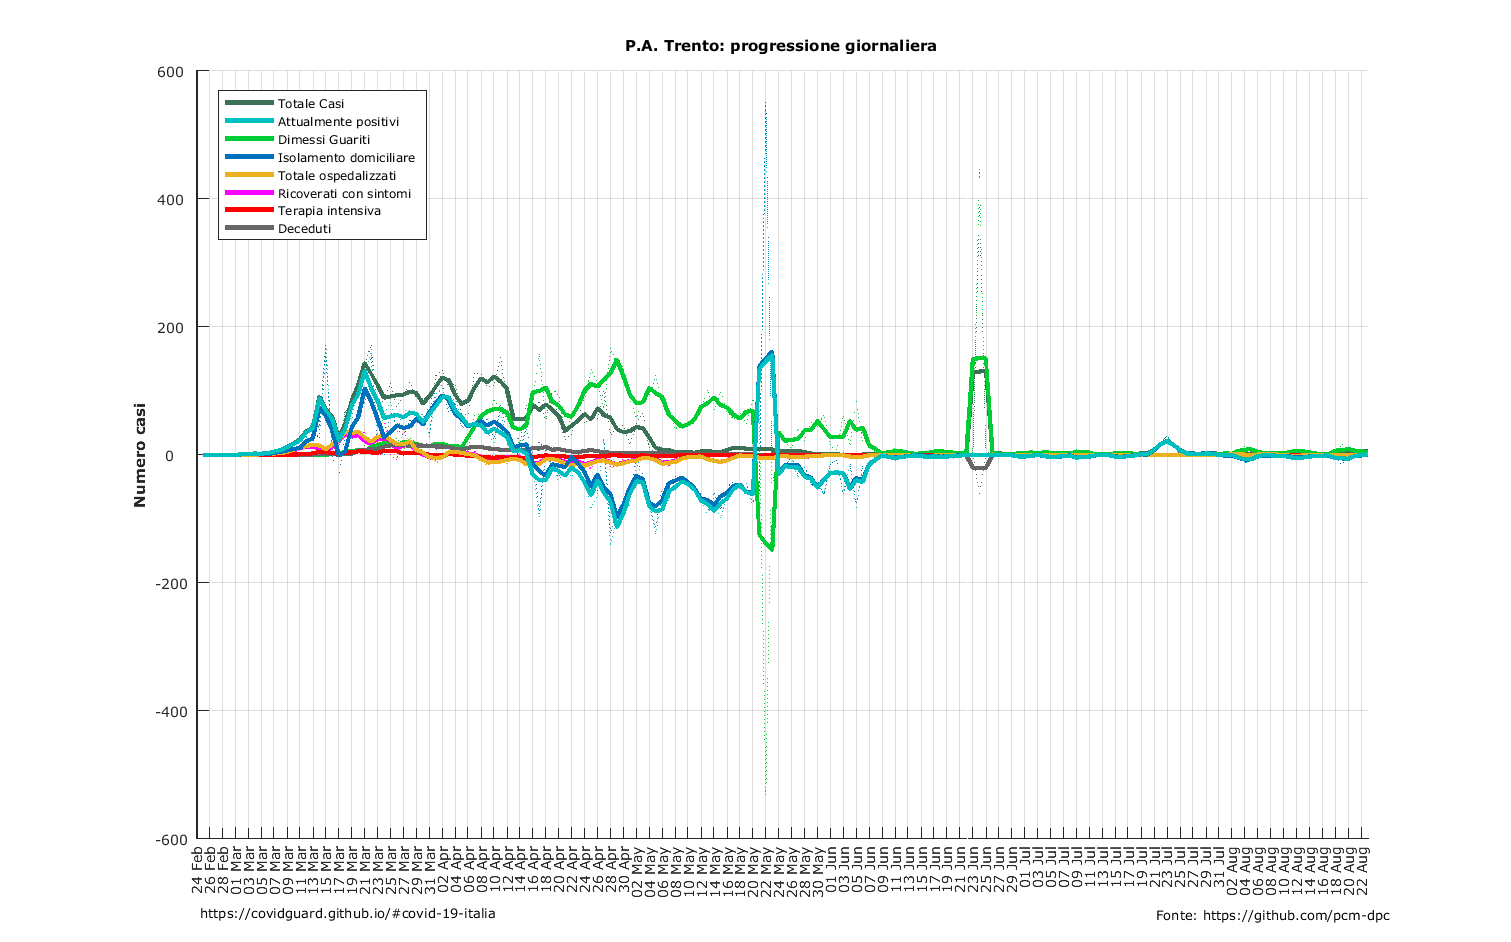 P.A. Trento: progressione giornaliera
600
400
200
0
-200
-400
-600
Numero casi
Totale Casi
Attualmente positivi
Dimessi Guariti
Isolamento domiciliare
Totale ospedalizzati
Ricoverati con sintomi
Terapia intensiva
Deceduti
24 Feb
26 Feb
28 Feb
01 Mar
03 Mar
05 Mar
07 Mar
09 Mar
11 Mar
13 Mar
15 Mar
17 Mar
19 Mar
21 Mar
23 Mar
25 Mar
27 Mar
29 Mar
31 Mar
02 Apr
04 Apr
06 Apr
08 Apr
10 Apr
12 Apr
14 Apr
16 Apr
18 Apr
20 Apr
22 Apr
24 Apr
26 Apr
28 Apr
30 Apr
02 May
04 May
06 May
08 May
10 May
12 May
14 May
16 May
18 May
20 May
22 May
24 May
26 May
28 May
30 May
01 Jun
03 Jun
05 Jun
07 Jun
09 Jun
11 Jun
13 Jun
15 Jun
17 Jun
19 Jun
21 Jun
23 Jun
25 Jun
27 Jun
29 Jun
01 Jul
03 Jul
05 Jul
07 Jul
09 Jul
11 Jul
13 Jul
15 Jul
17 Jul
19 Jul
21 Jul
23 Jul
25 Jul
27 Jul
29 Jul
31 Jul
02 Aug
04 Aug
06 Aug
08 Aug
10 Aug
12 Aug
14 Aug
16 Aug
18 Aug
20 Aug
22 Aug
https://covidguard.github.io/#covid-19-italia
Fonte: https://github.com/pcm-dpc